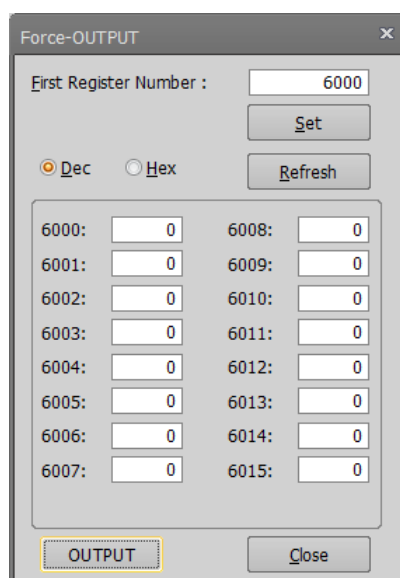 Force-OUTPUT x
First Register Number : 6000
Set
Dec Hex Refresh
6000: 0 6008: 0
6001: 0 6009: 0
6002: 0 6010: 0
6003: 0 6011: 0
6004: 0 6012: 0
6005: 0 6013: 0
6006: 0 6014: 0
6007: 0 6015: 0
OUTPUT Close